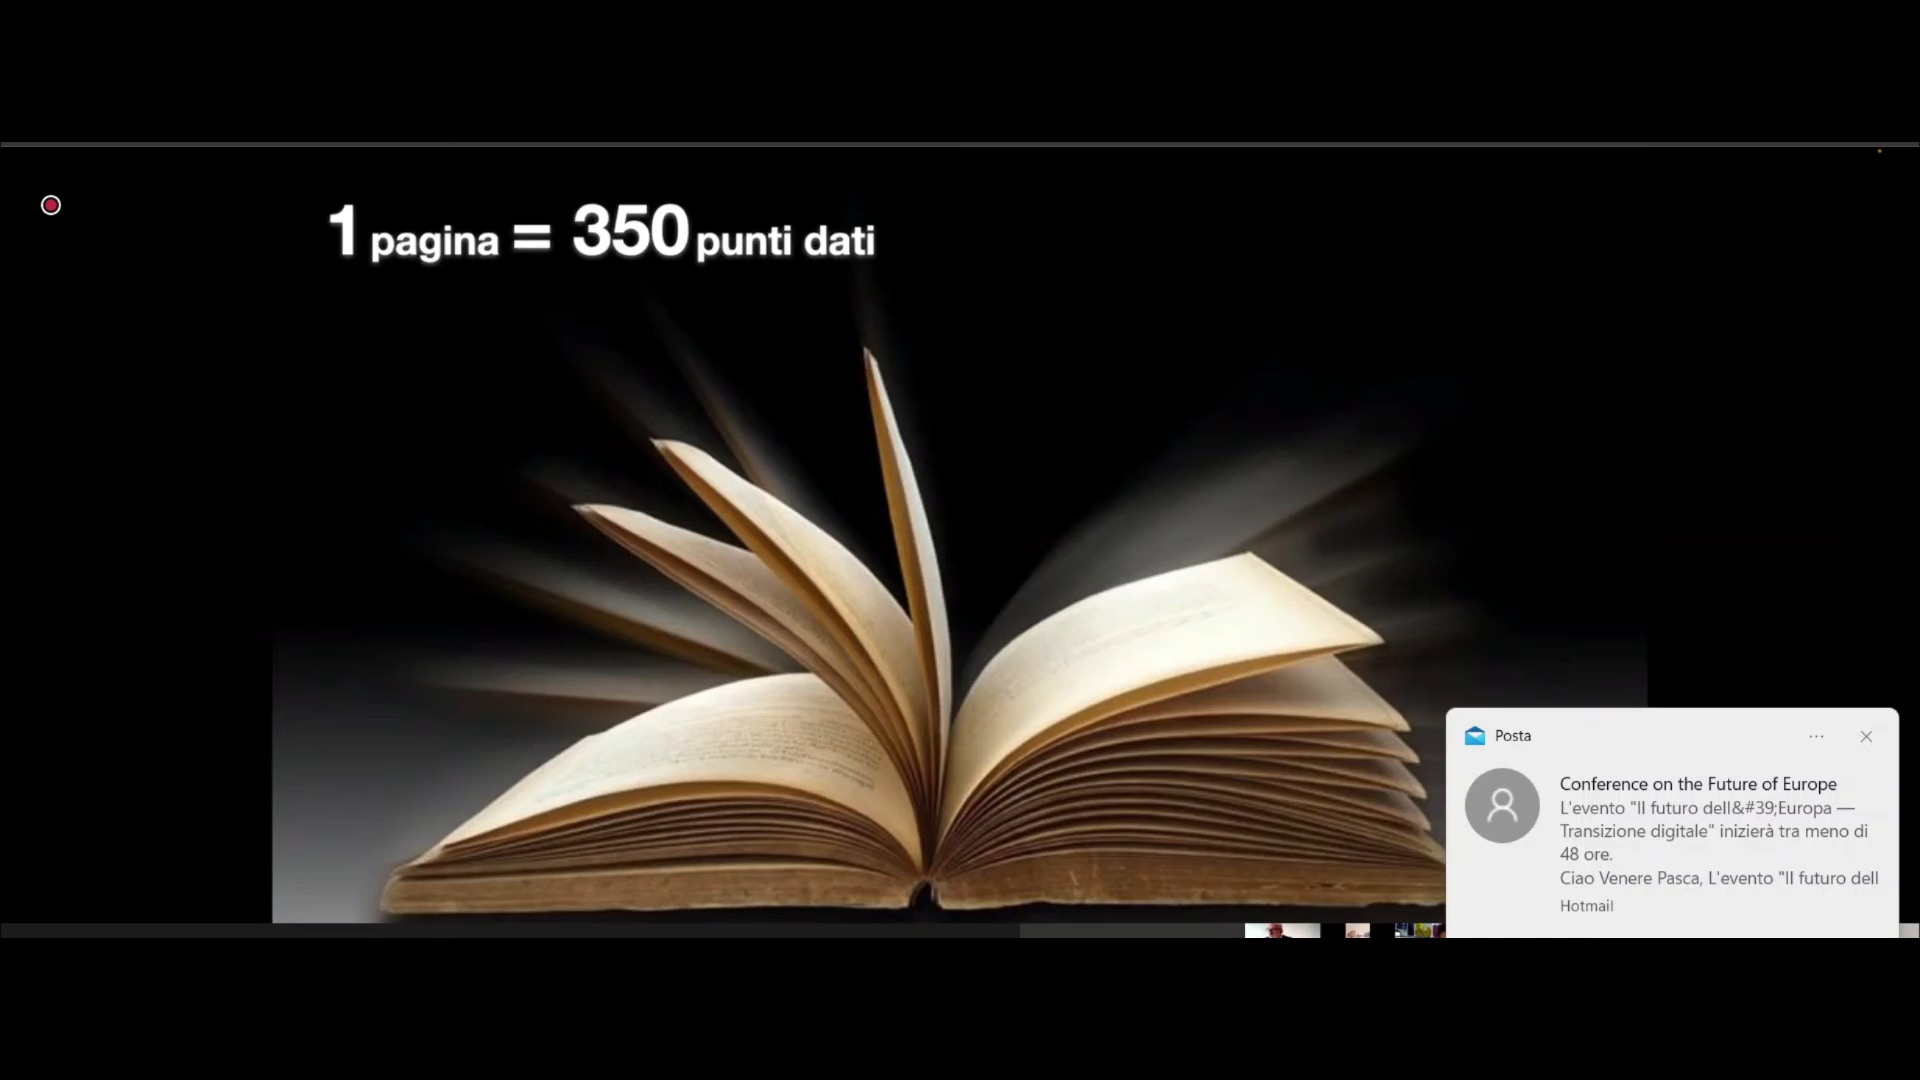 1 pagina = 350 punti dati
Posta
Conference on the Future of Europe
L'evento "Il futuro dell&#39;Europa —
Transizione digitale" inizierà tra meno di
48 ore.
Ciao Venere Pasca, L'evento "Il futuro dell
Hotmail